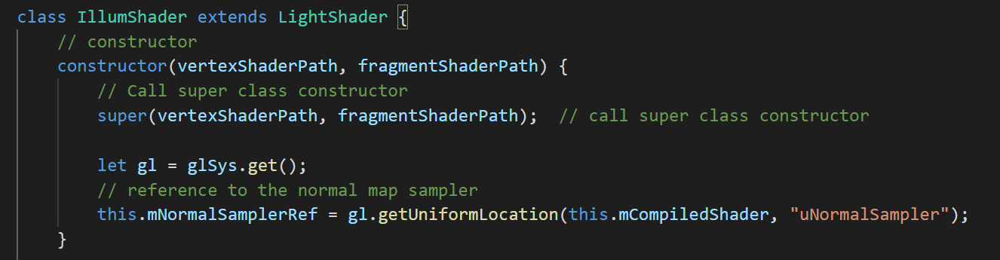 class IllumShader extends LightShader {
    // constructor
    constructor(vertexShaderPath, fragmentShaderPath) {
        // Call super class constructor
        super(vertexShaderPath, fragmentShaderPath);  // call super class constructor

        let gl = glSys.get();
        // reference to the normal map sampler
        this.mNormalSamplerRef = gl.getUniformLocation(this.mCompiledShader, "uNormalSampler");
    }